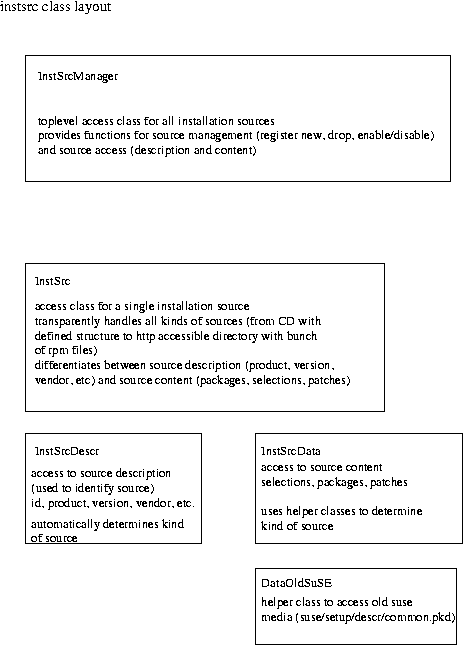 instsrc class layout
InstSrcManager
toplevel access class for all installation sources
provides functions for source management (register new, drop, enable/disable)
and source access (description and content)
InstSrc
access class for a single installation source
transparently handles all kinds of sources (from CD with
defined structure to http accessible directory with bunch
of rpm files)
differentiates between source description (product, version,
vendor, etc) and source content (packages, selections, patches)
InstSrcDescr
access to source description
(used to identify source)
id, product, version, vendor, etc.
automatically determines kind
of source
InstSrcData
access to source content
selections, packages, patches
uses helper classes to determine
kind of source
DataOldSuSE
helper class to access old suse
media (suse/setup/descr/common.pkd)